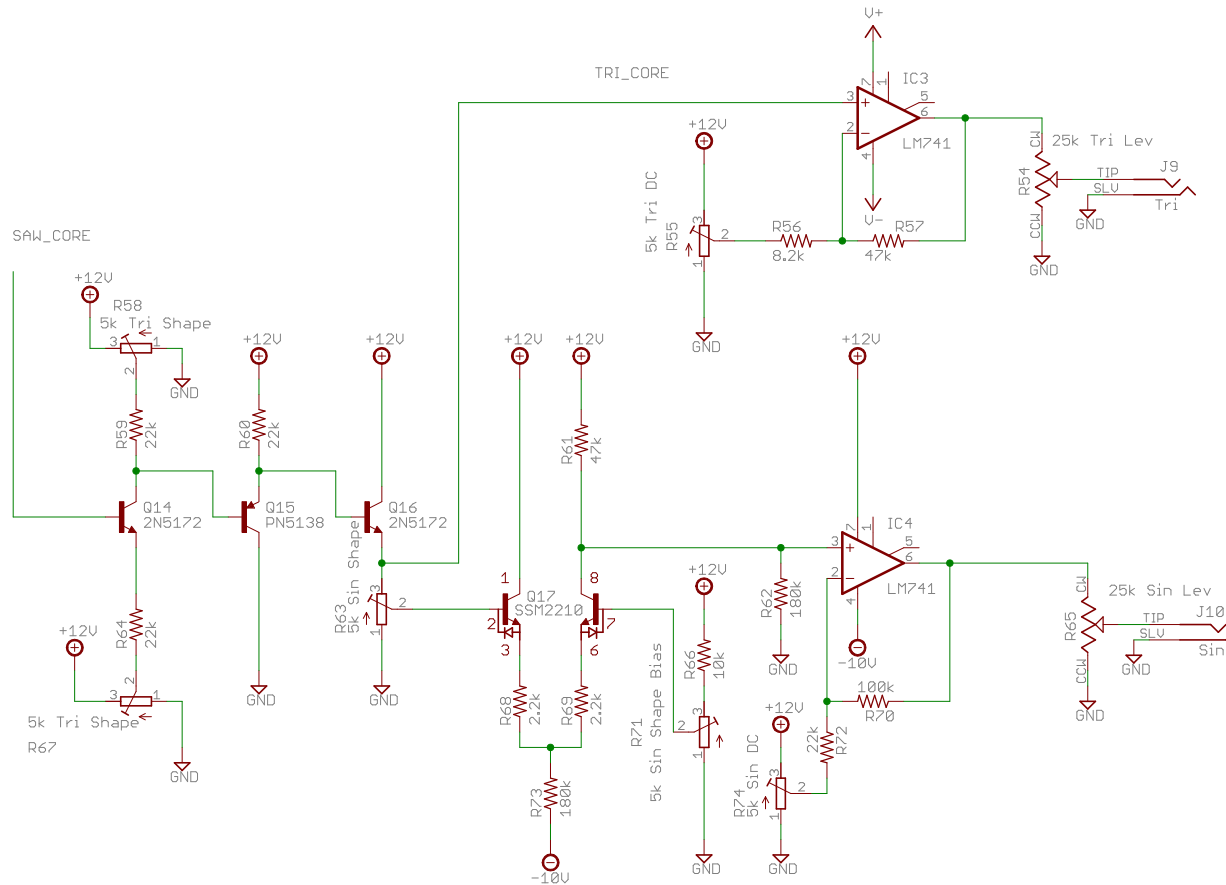 V+
IC3
TRI_CORE
7
1
3
5
2
6
+
-
LM741
4
V-
+12V
5k Tri DC
R55
3
2
1
GND
R56
8.2k
R57
47k
CW
25k Tri Lev
R54
CCW
GND
TIP
J9
SLV
Tri
GND
SAW_CORE
+12V
R58
5k Tri Shape
3
1
2
GND
R59
22k
+12V
R60
22k
+12V
+12V
+12V
R61
47k
+12V
Q14
2N5172
Q15
PN5138
Q16
2N5172
R64
22k
+12V
3
2
1
5k Tri Shape
R67
GND
GND
R63
5k Sin Shape
3
2
1
GND
1
Q17
SSM2210
2
3
8
7
6
R68
2.2k
R69
2.2k
R73
180k
-10V
R62
180k
GND
+12V
R66
10k
R71
5k Sin Shape Bias
3
2
1
GND
IC4
7
1
3
5
2
6
+
-
LM741
4
-10V
100k
R70
22k
R72
+12V
R74
5k Sin DC
3
2
1
GND
CW
25k Sin Lev
R65
CCW
GND
TIP
J10
SLV
Sin
GND